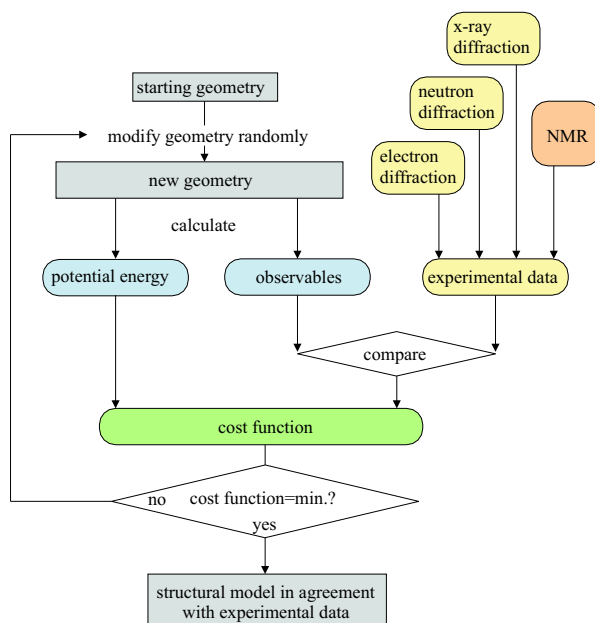 x-ray
diffraction
starting geometry
neutron
diffraction
modify geometry randomly
NMR
electron
diffraction
new geometry
calculate
potential energy
observables
experimental data
compare
cost function
no
cost function=min.?
yes
structural model in agreement
with experimental data